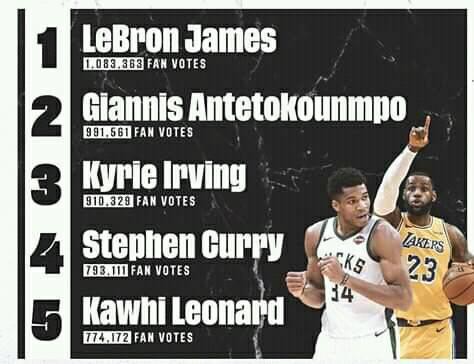 1 LeBron James
1,083,363 FAN VOTES
2 Giannis Antetokounmpo
991,561 FAN VOTES
3 Kyrie Irving
910,329 FAN VOTES
4 Stephen Curry
793,111 FAN VOTES
5 Kawhi Leonard
774,172 FAN VOTES
LAKERS
23
CKS
34